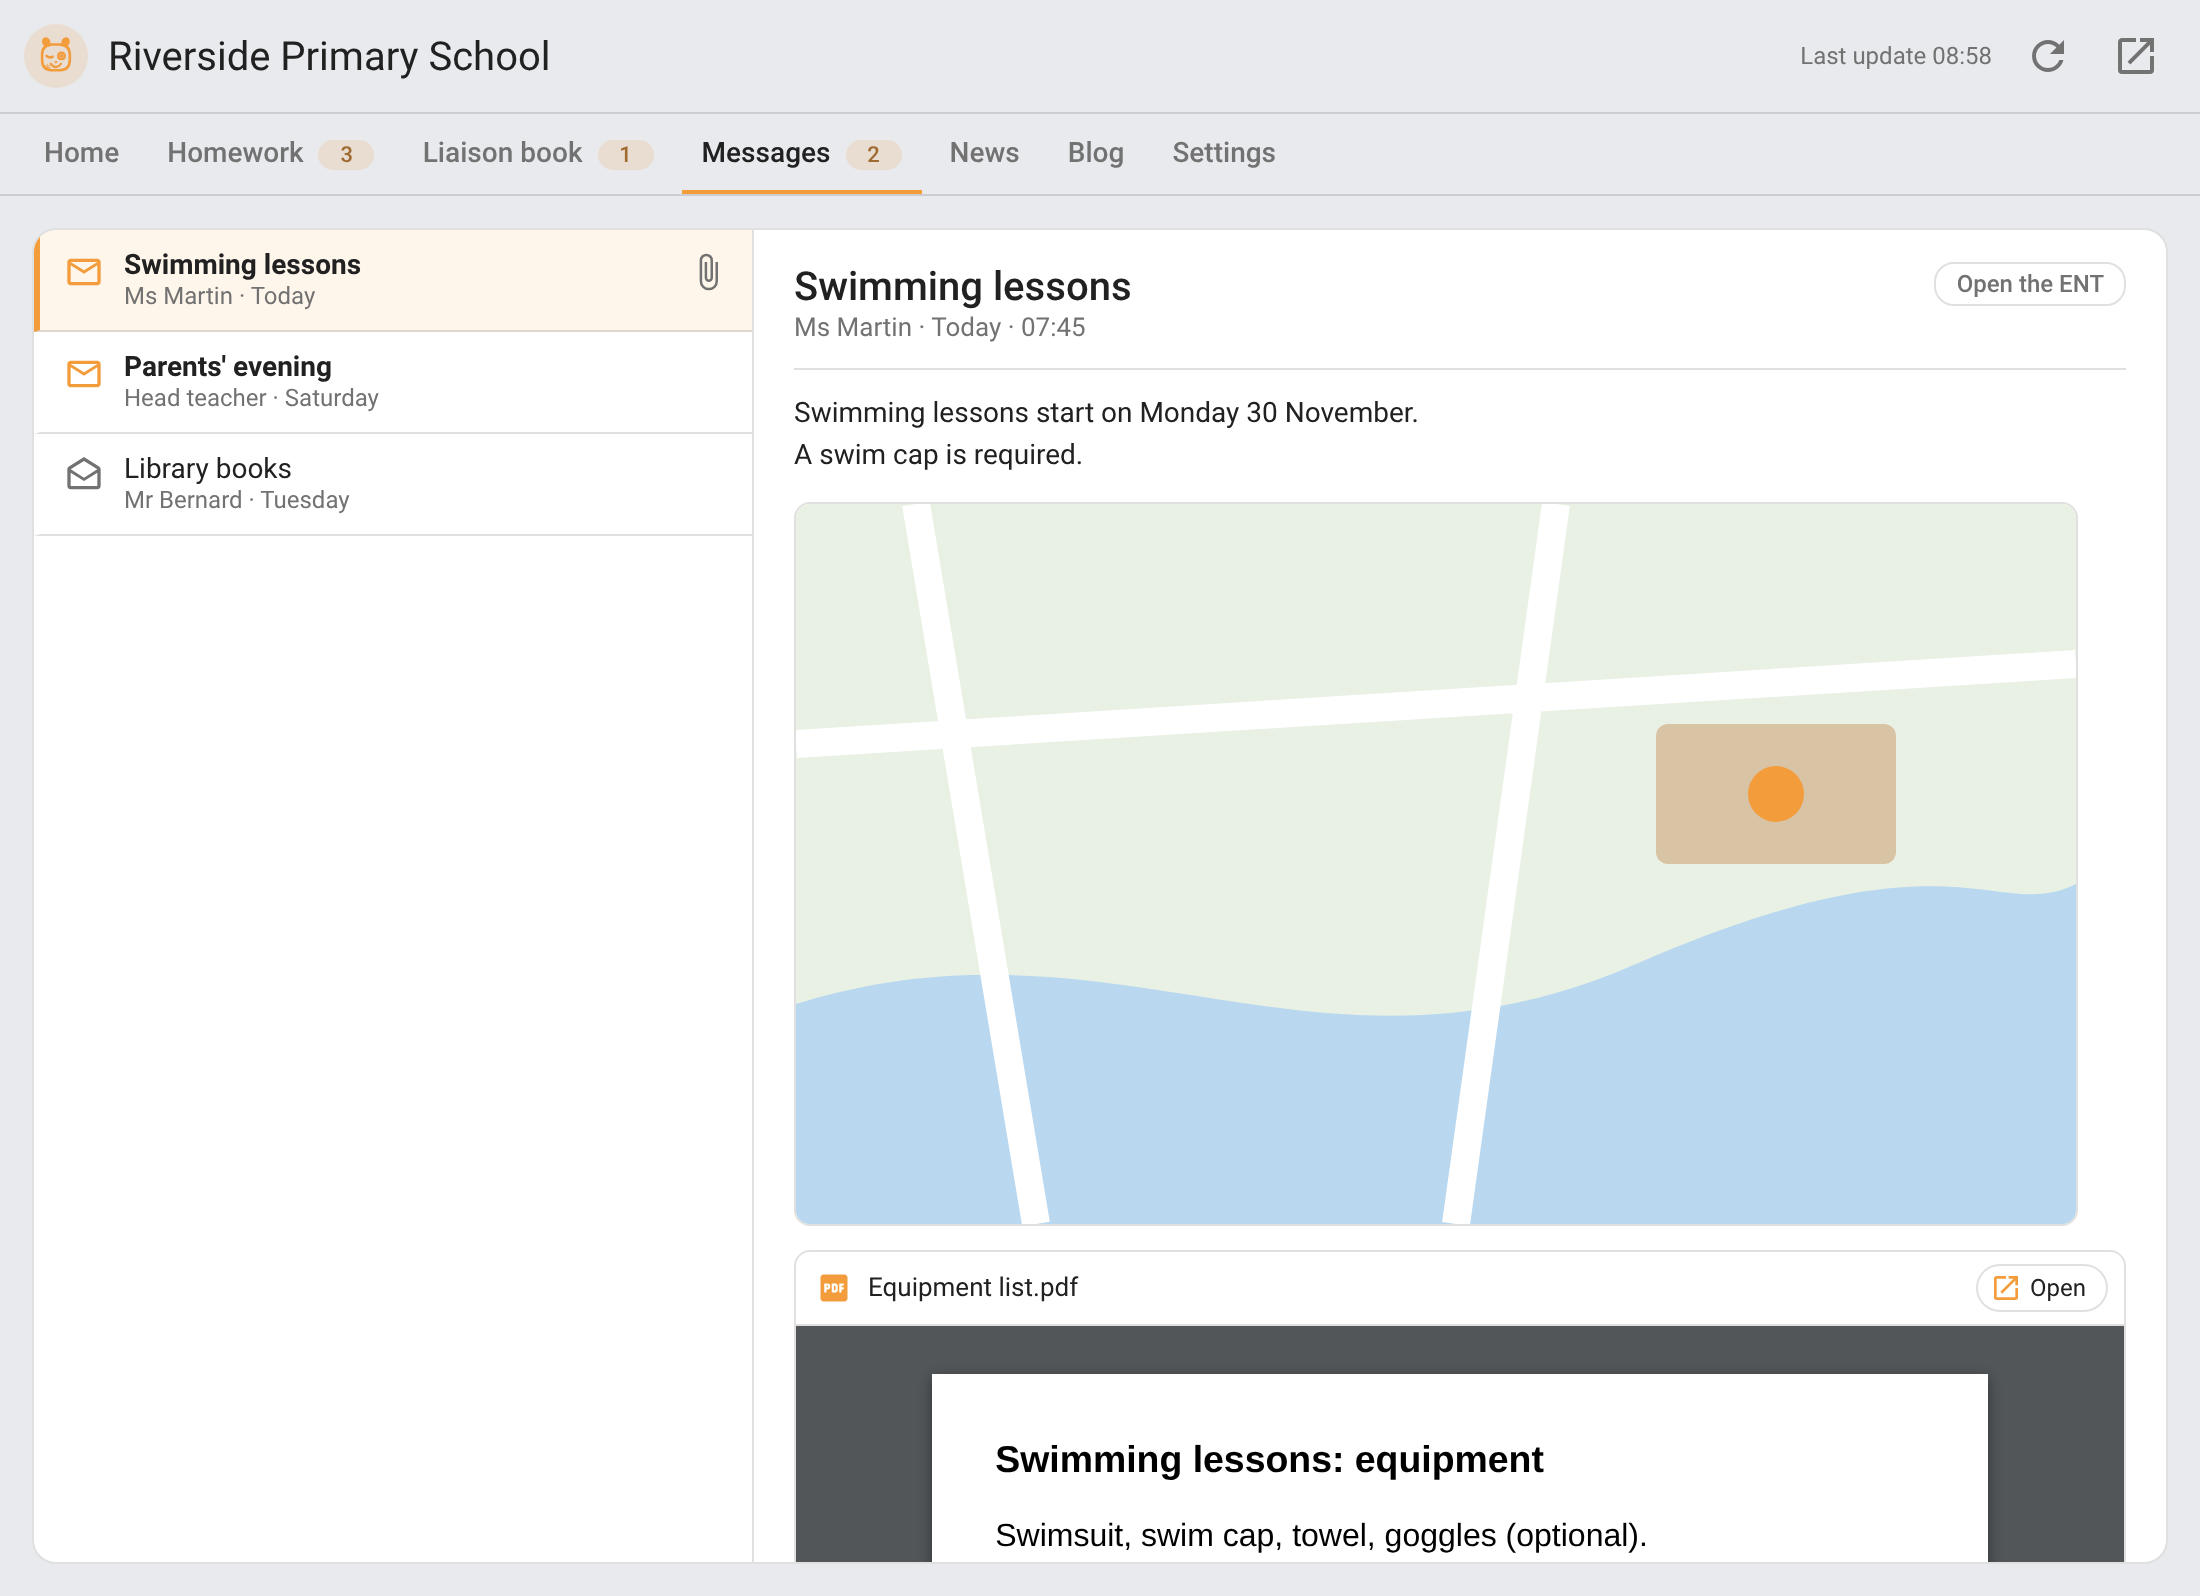 Riverside Primary School
Last update 08:58
Home
Homework 3
Liaison book 1
Messages 2
News
Blog
Settings
Swimming lessons
Ms Martin · Today
Parents' evening
Head teacher · Saturday
Library books
Mr Bernard · Tuesday
Swimming lessons
Open the ENT
Ms Martin · Today · 07:45
Swimming lessons start on Monday 30 November.
A swim cap is required.
PDF
Equipment list.pdf
Open
Swimming lessons: equipment
Swimsuit, swim cap, towel, goggles (optional).